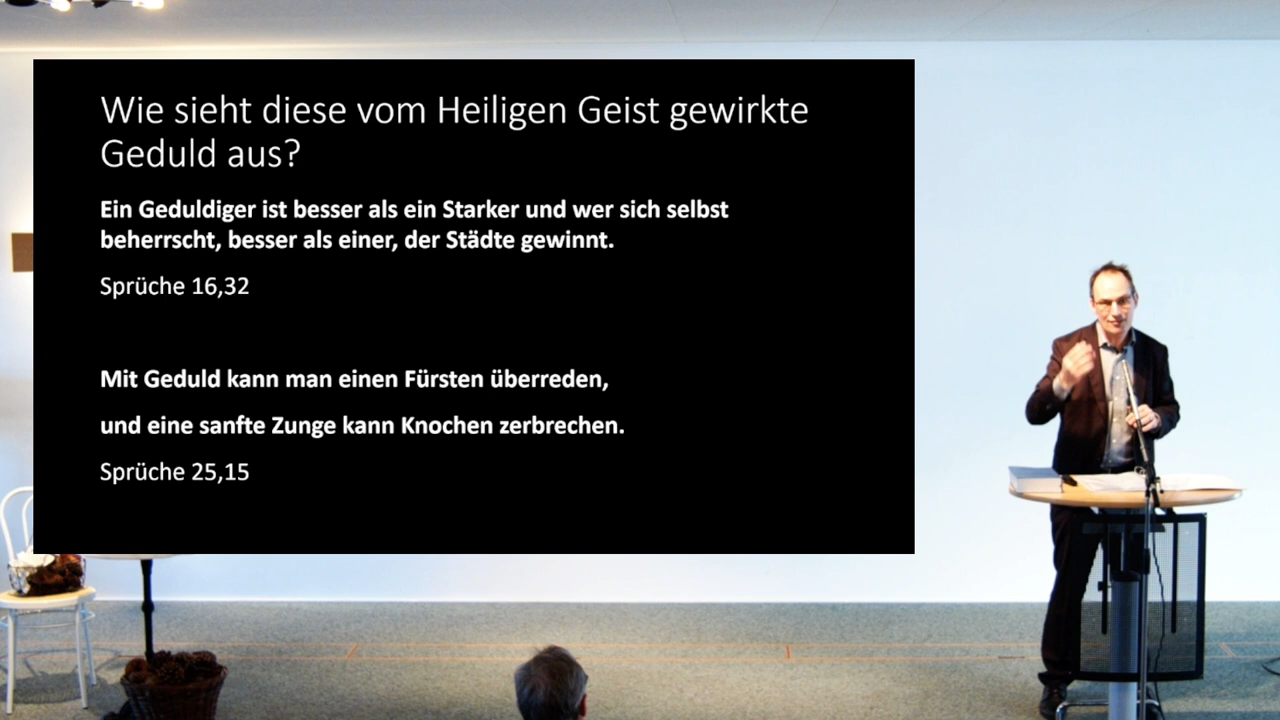 Wie sieht diese vom Heiligen Geist gewirkte
Geduld aus?
Ein Geduldiger ist besser als ein Starker und wer sich selbst
beherrscht, besser als einer, der Städte gewinnt.
Sprüche 16,32
Mit Geduld kann man einen Fürsten überreden,
und eine sanfte Zunge kann Knochen zerbrechen.
Sprüche 25,15